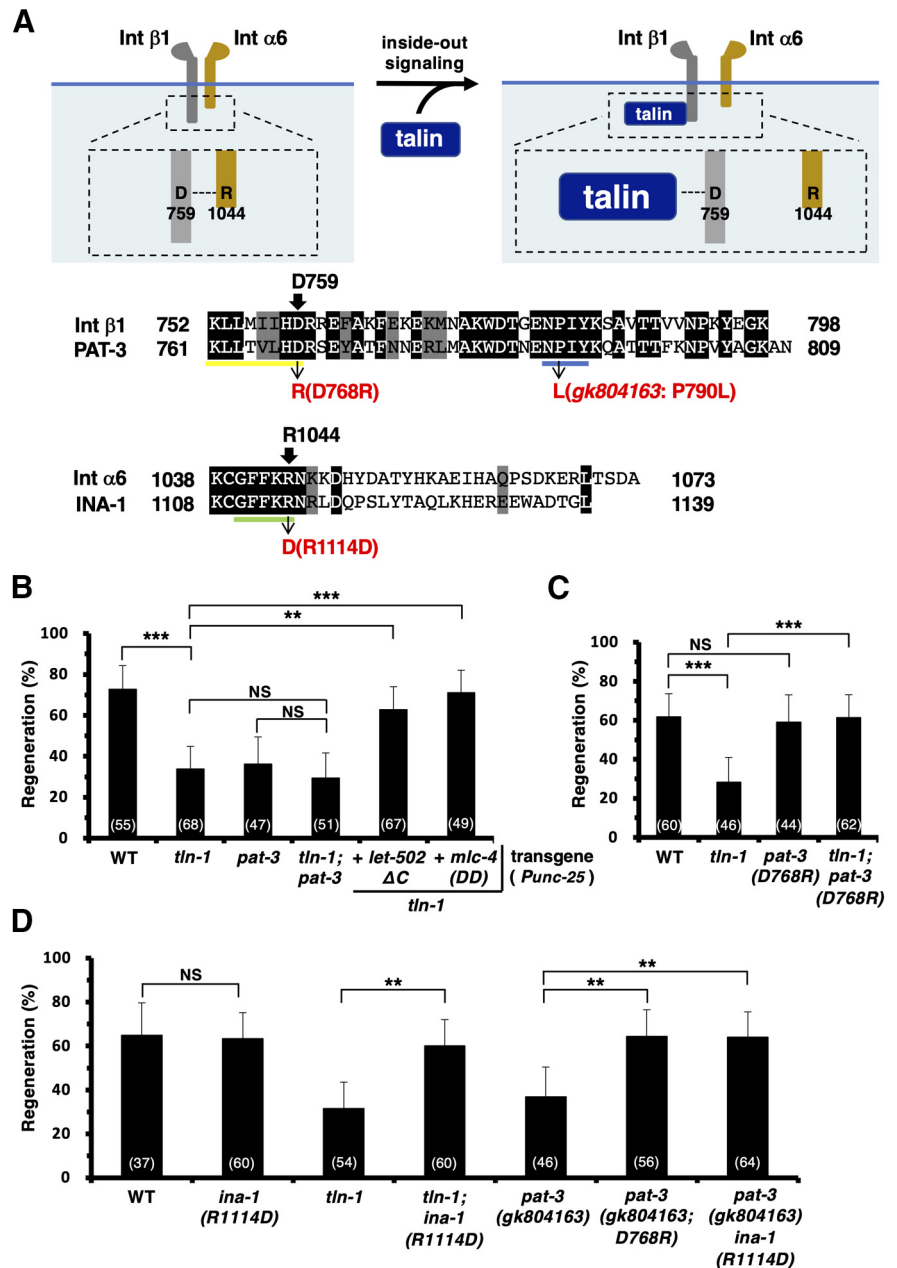 A
Int β1
Int α6
inside-out
signaling
talin
D
R
759
1044
Int β1
Int α6
talin
talin
D
R
759
1044
D759
Int β1 752 KLLMIIHDRREFAKFEKEKMNAKWDTGENPIYKSAVTTVVNPKYEGK 798
PAT-3 761 KLLTVLHDRSEYATFNNERLMAKWDTNENPIYKQATTTFKNPVYAGKAN 809
R(D768R)
L(gk804163: P790L)
R1044
Int α6 1038 KCGFFKRNKKDHYDATYHKAEIHAQPSDKERLTSDA 1073
INA-1 1108 KCGFFKRNRLDQPSLYTAQLKHEREEWADTGL 1139
D(R1114D)
B
Regeneration (%)
100
80
60
40
20
0
***
**
***
NS
NS
(55)
(68)
(47)
(51)
(67)
(49)
WT
tln-1
pat-3
tln-1;
pat-3
+ let-502
ΔC
+ mlc-4
(DD)
tln-1
transgene
(Punc-25)
C
Regeneration (%)
100
80
60
40
20
0
***
NS
***
(60)
(46)
(44)
(62)
WT
tln-1
pat-3
(D768R)
tln-1;
pat-3
(D768R)
D
Regeneration (%)
100
80
60
40
20
0
NS
**
**
**
(37)
(60)
(54)
(60)
(46)
(56)
(64)
WT
ina-1
(R1114D)
tln-1
tln-1;
ina-1
(R1114D)
pat-3
(gk804163)
pat-3
(gk804163;
D768R)
pat-3
(gk804163)
ina-1
(R1114D)